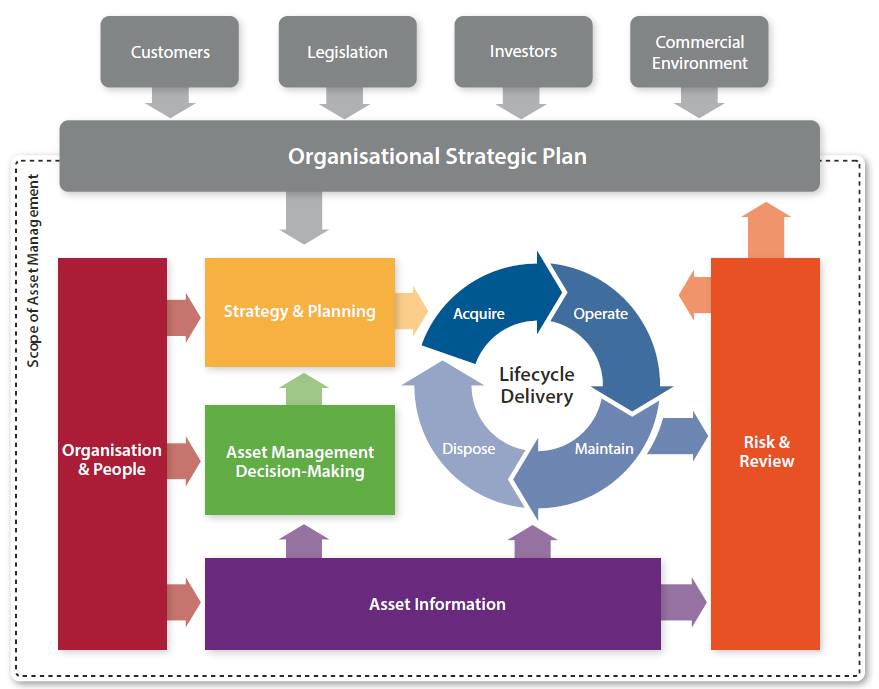 Customers
Legislation
Investors
Commercial
Environment
Organisational Strategic Plan
Scope of Asset Management
Strategy & Planning
Acquire
Operate
Lifecycle
Delivery
Organisation
& People
Asset Management
Decision-Making
Dispose
Maintain
Risk &
Review
Asset Information